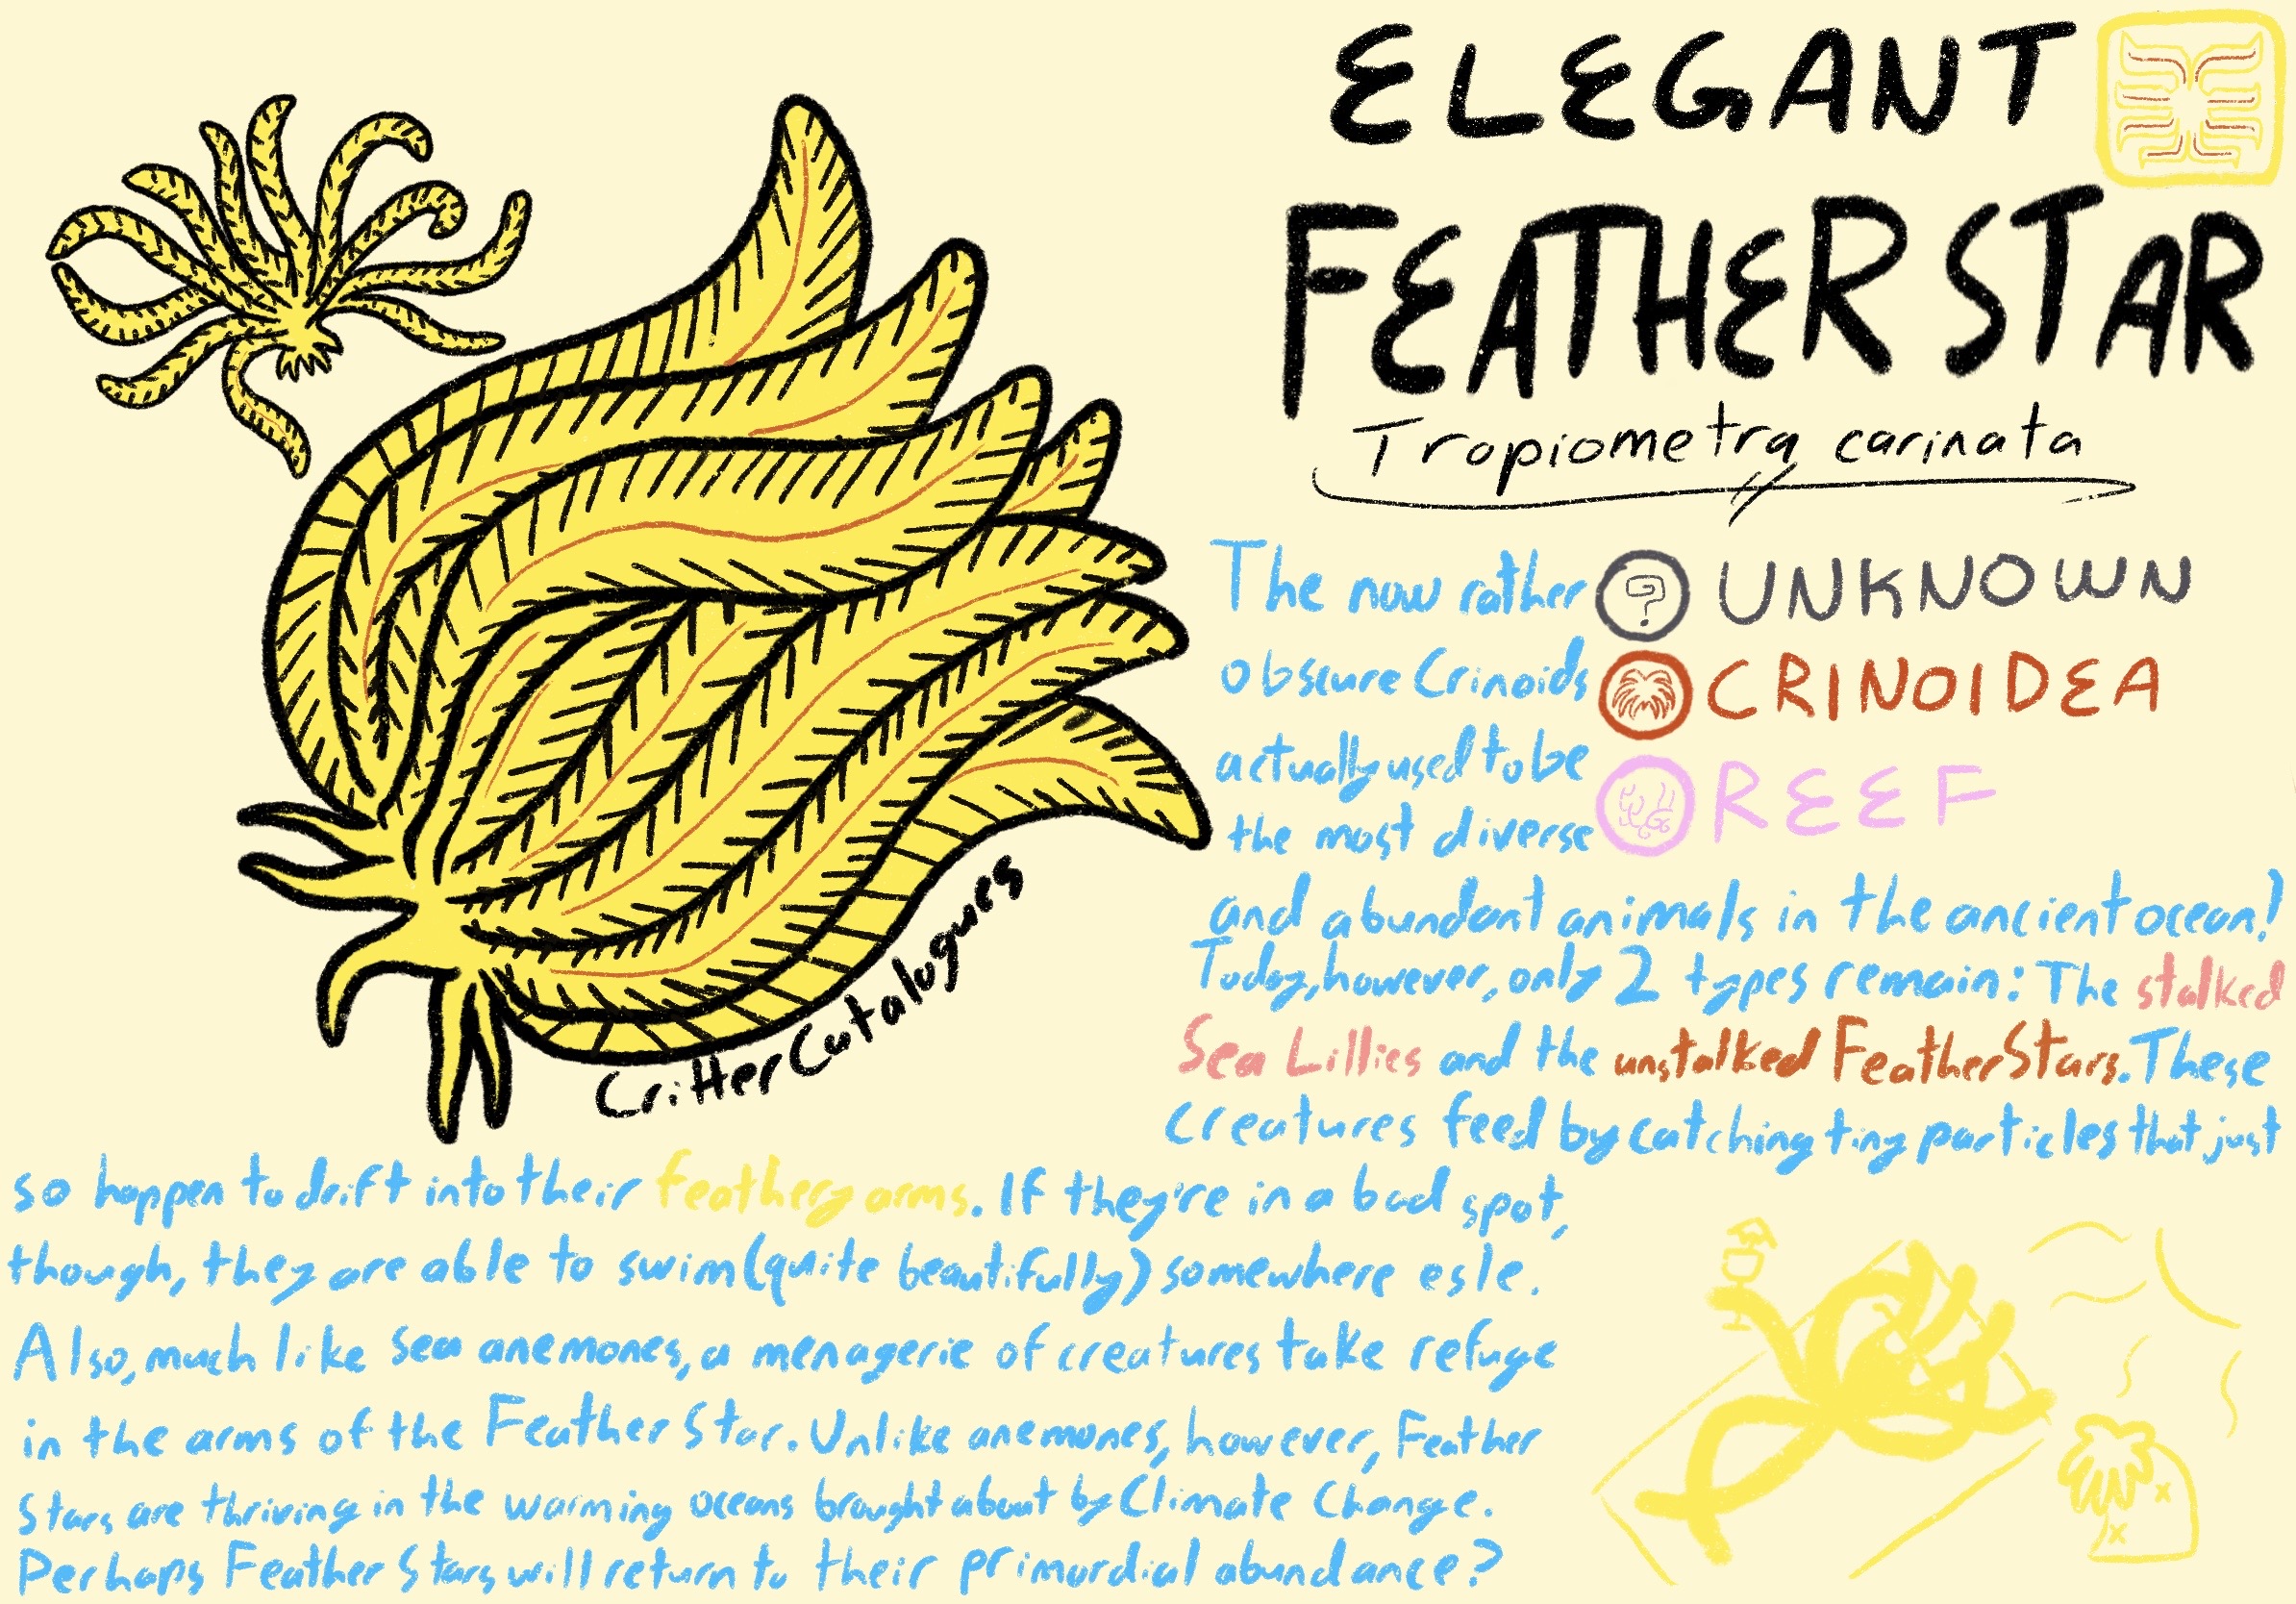 ELEGANT
FEATHER STAR
Tropiometra carinata
? UNKNOWN
CRINOIDEA
REEF
The now rather
obscure Crinoids
actually used to be
the most diverse
and abundant animals in the ancient ocean!
Today, however, only 2 types remain: The stalked
Sea Lillies and the unstalked Feather Stars. These
creatures feed by catching tiny particles that just
so happen to drift into their feathery arms. If they're in a bad spot,
though, they are able to swim (quite beautifully) somewhere esle.
Also, much like sea anemones, a menagerie of creatures take refuge
in the arms of the Feather Star. Unlike anemones, however, Feather
Stars are thriving in the warming oceans brought about by Climate Change.
Perhaps Feather Stars will return to their primordial abundance?
CritterCatalogues